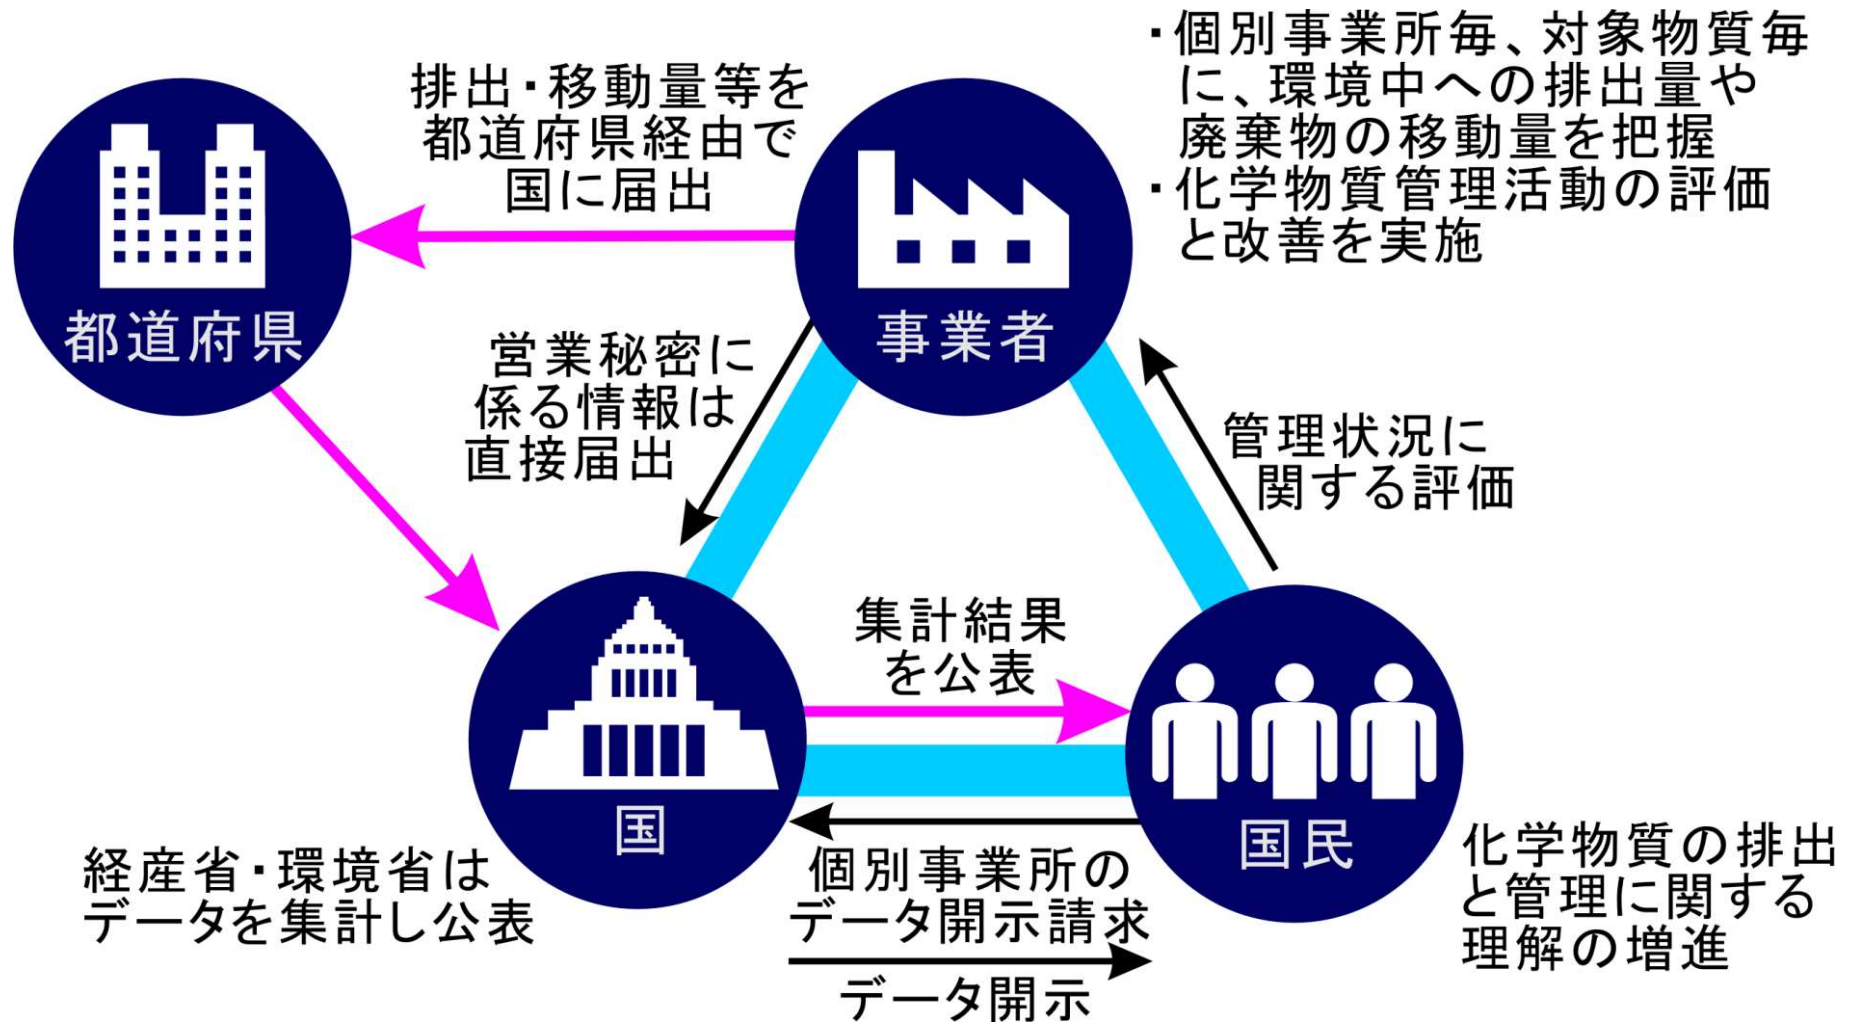 ・個別事業所毎、対象物質毎
に、環境中への排出量や
廃棄物の移動量を把握
・化学物質管理活動の評価
と改善を実施
排出・移動量等を
都道府県経由で
国に届出
都道府県
事業者
営業秘密に
係る情報は
直接届出
管理状況に
関する評価
集計結果
を公表
国
国民
経産省・環境省は
データを集計し公表
個別事業所の
データ開示請求
データ開示
化学物質の排出
と管理に関する
理解の増進